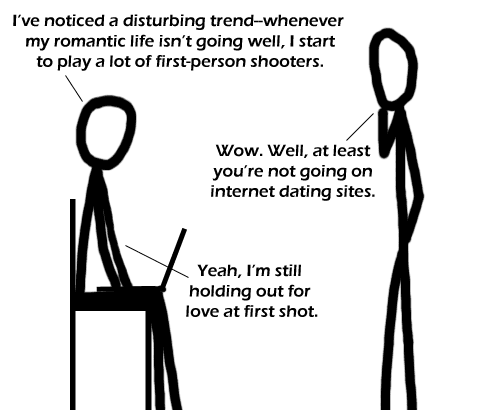 I've noticed a disturbing trend–whenever
my romantic life isn't going well, I start
to play a lot of first-person shooters.
Wow. Well, at least
you're not going on
internet dating sites.
Yeah, I'm still
holding out for
love at first shot.